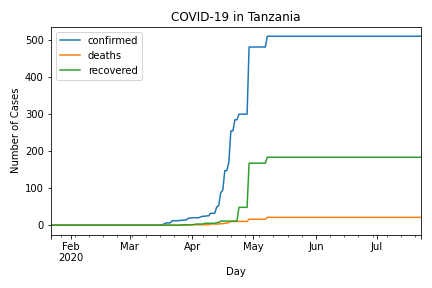 COVID-19 in Tanzania
confirmed
deaths
recovered
Number of Cases
500
400
300
200
100
0
Feb
2020
Mar
Apr
May
Jun
Jul
Day